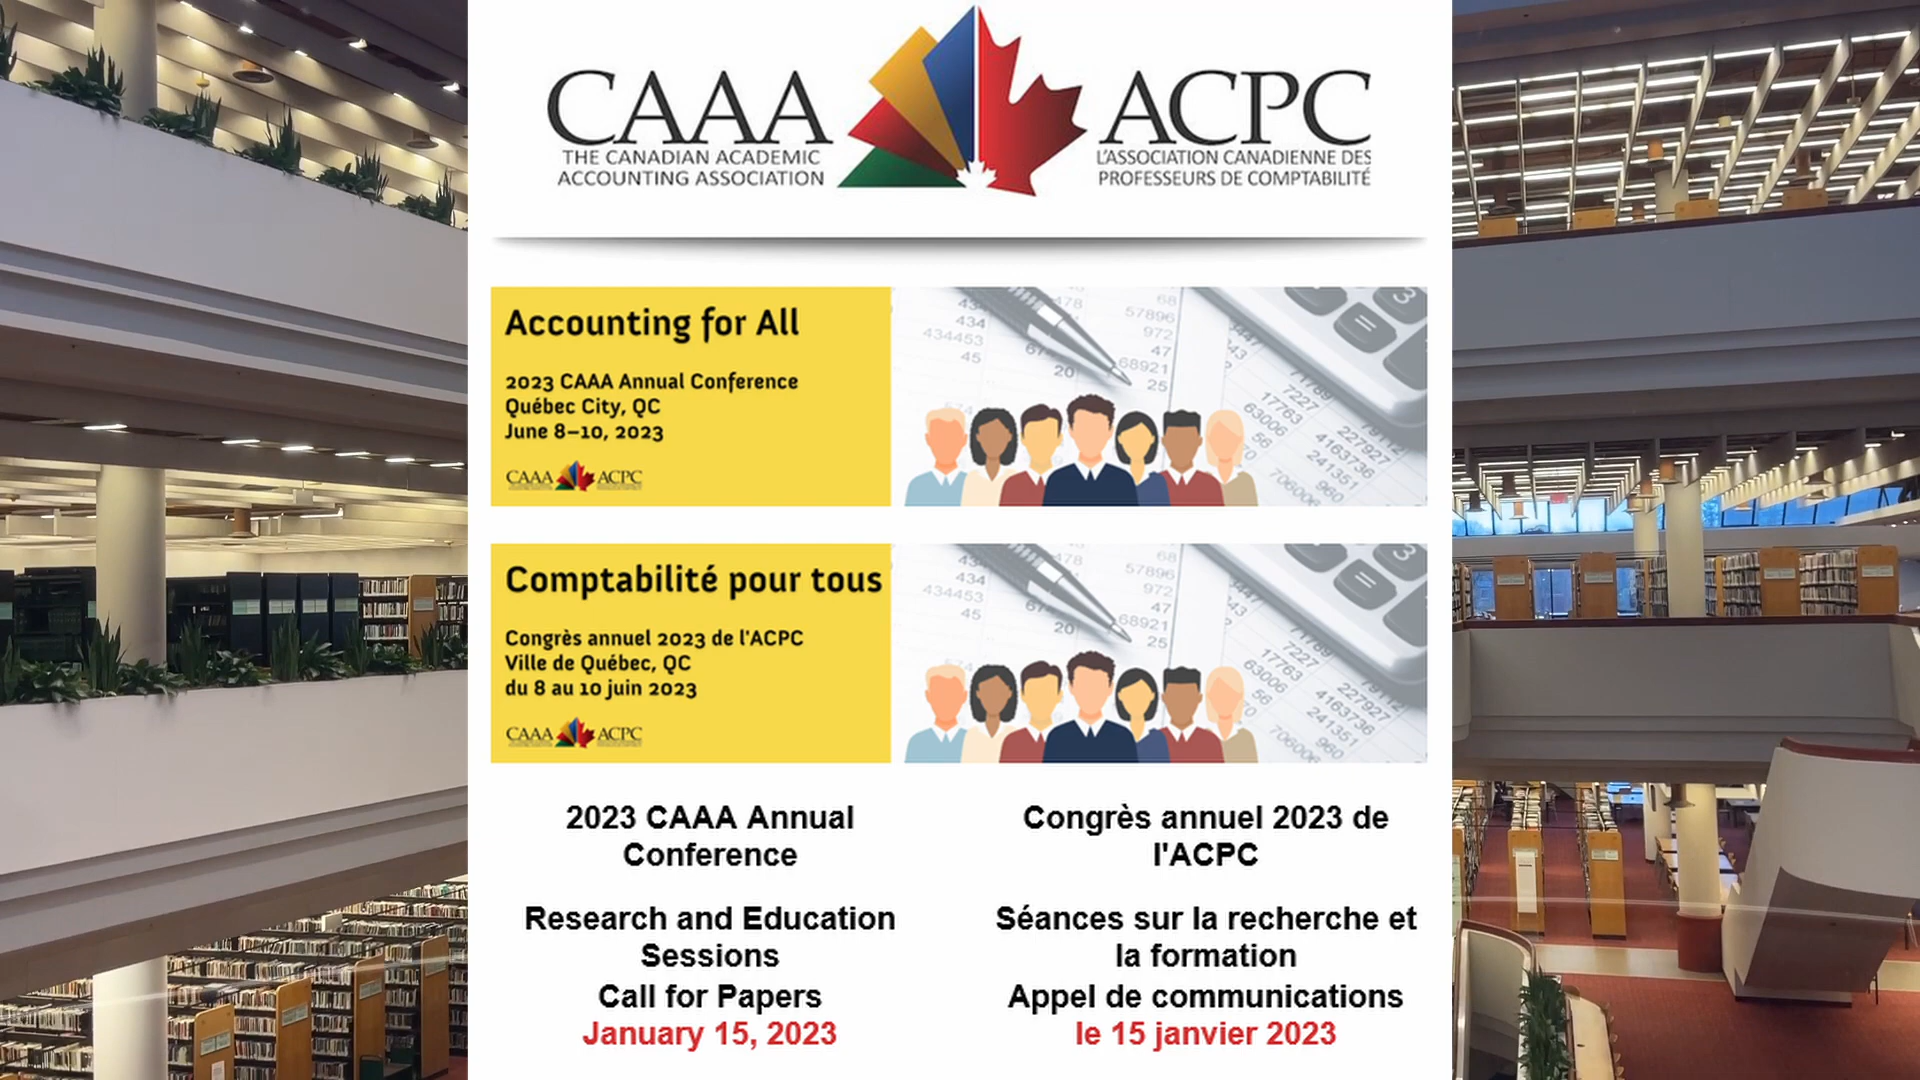 CAAA
THE CANADIAN ACADEMIC
ACCOUNTING ASSOCIATION
ACPC
L'ASSOCIATION CANADIENNE DES
PROFESSEURS DE COMPTABILITÉ
Accounting for All
2023 CAAA Annual Conference
Québec City, QC
June 8–10, 2023
CAAA ACPC
Comptabilité pour tous
Congrès annuel 2023 de l'ACPC
Ville de Québec, QC
du 8 au 10 juin 2023
CAAA ACPC
2023 CAAA Annual
Conference
Research and Education
Sessions
Call for Papers
January 15, 2023
Congrès annuel 2023 de
l'ACPC
Séances sur la recherche et
la formation
Appel de communications
le 15 janvier 2023